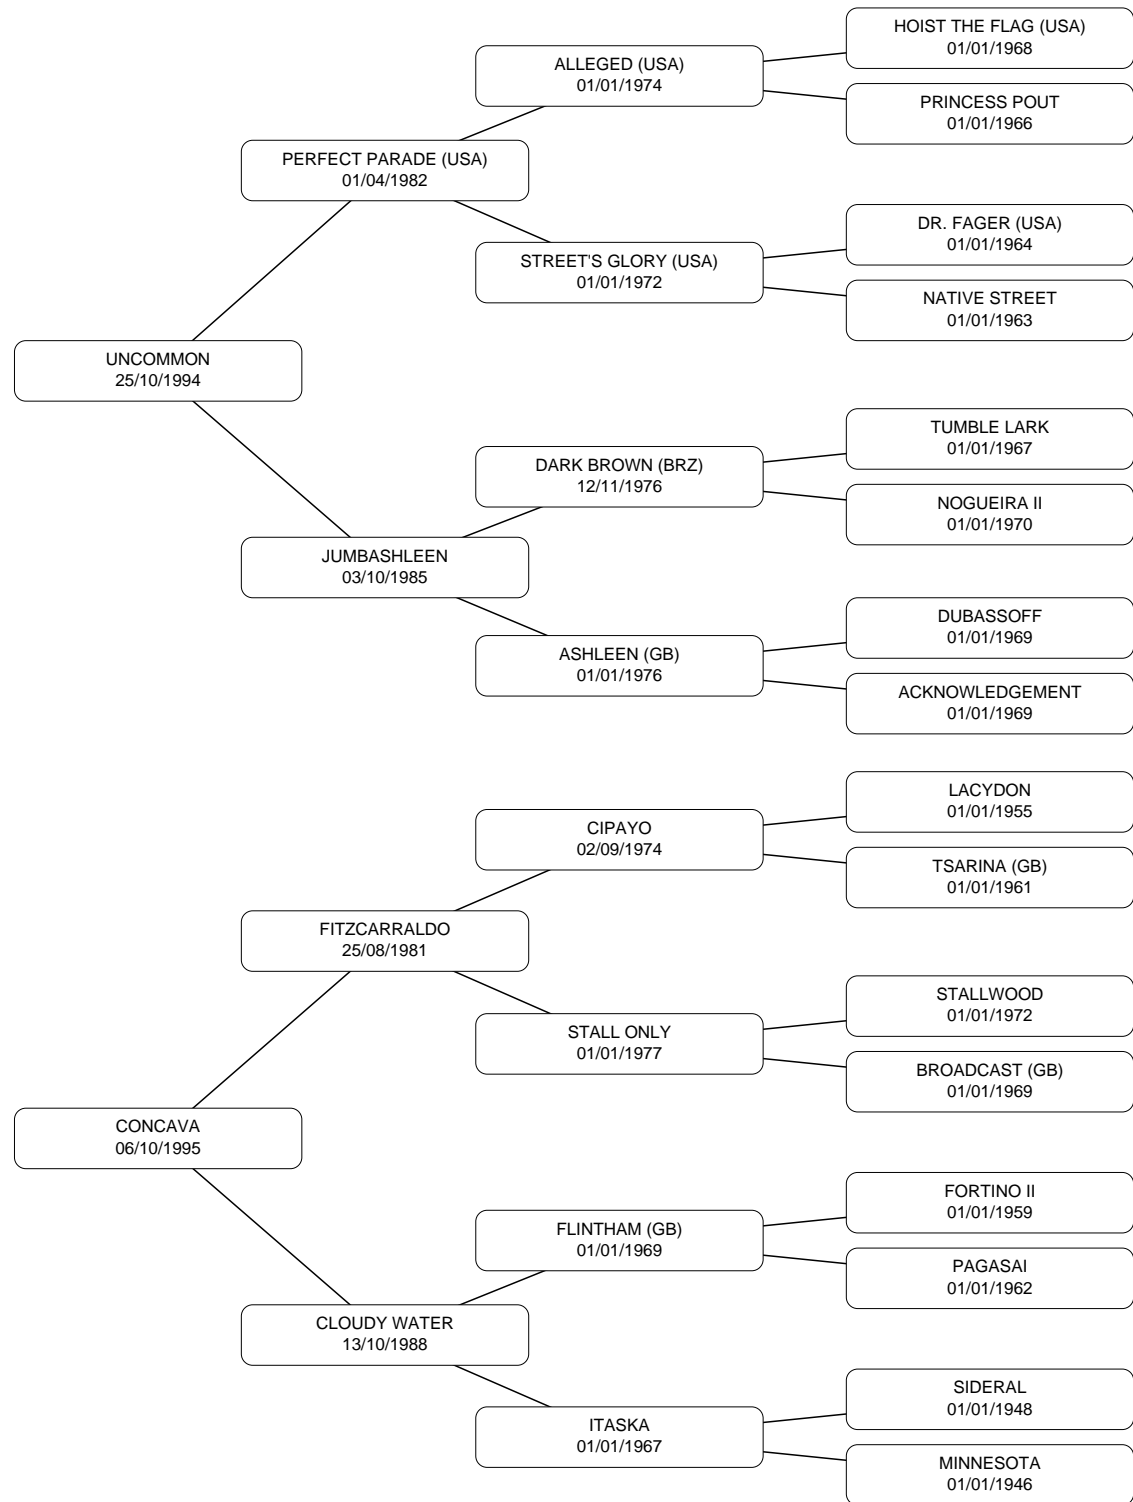 HOIST THE FLAG (USA)
01/01/1968
ALLEGED (USA)
01/01/1974
PRINCESS POUT
01/01/1966
PERFECT PARADE (USA)
01/04/1982
DR. FAGER (USA)
01/01/1964
STREET'S GLORY (USA)
01/01/1972
NATIVE STREET
01/01/1963
UNCOMMON
25/10/1994
TUMBLE LARK
01/01/1967
DARK BROWN (BRZ)
12/11/1976
NOGUEIRA II
01/01/1970
JUMBASHLEEN
03/10/1985
DUBASSOFF
01/01/1969
ASHLEEN (GB)
01/01/1976
ACKNOWLEDGEMENT
01/01/1969
LACYDON
01/01/1955
CIPAYO
02/09/1974
TSARINA (GB)
01/01/1961
FITZCARRALDO
25/08/1981
STALLWOOD
01/01/1972
STALL ONLY
01/01/1977
BROADCAST (GB)
01/01/1969
CONCAVA
06/10/1995
FORTINO II
01/01/1959
FLINTHAM (GB)
01/01/1969
PAGASAI
01/01/1962
CLOUDY WATER
13/10/1988
SIDERAL
01/01/1948
ITASKA
01/01/1967
MINNESOTA
01/01/1946